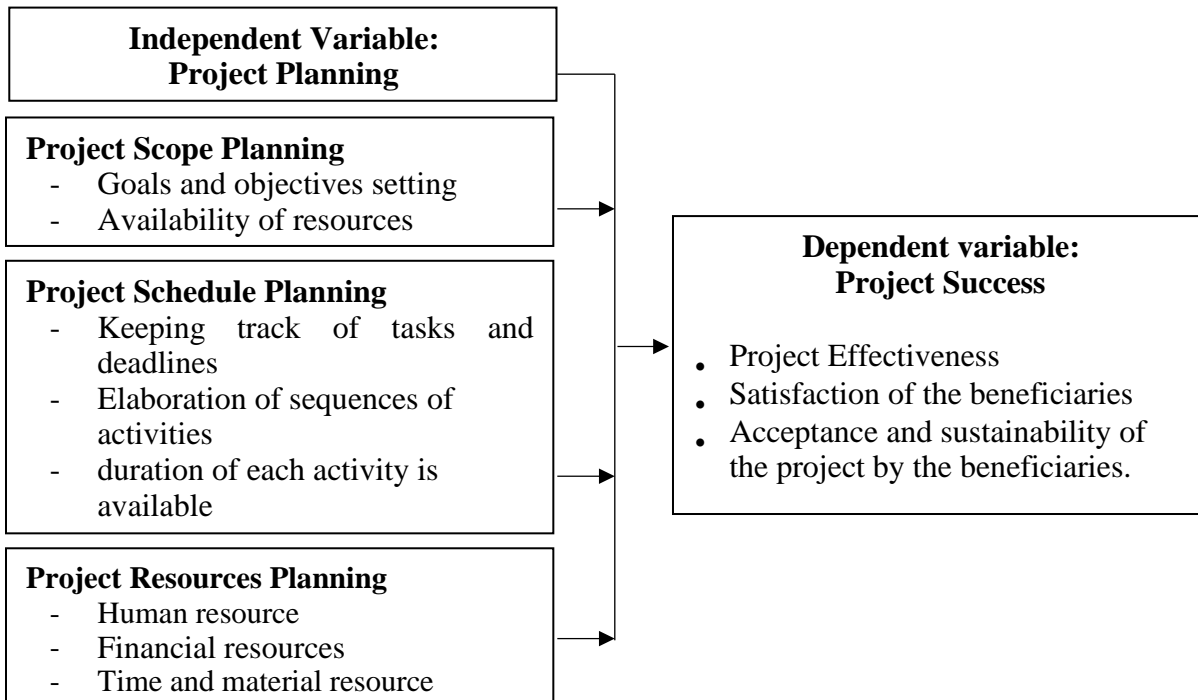 Independent Variable:
Project Planning
Project Scope Planning
- Goals and objectives setting
- Availability of resources
Project Schedule Planning
- Keeping track of tasks and
deadlines
- Elaboration of sequences of
activities
- duration of each activity is
available
Project Resources Planning
- Human resource
- Financial resources
- Time and material resource
Dependent variable:
Project Success
• Project Effectiveness
• Satisfaction of the beneficiaries
• Acceptance and sustainability of
the project by the beneficiaries.